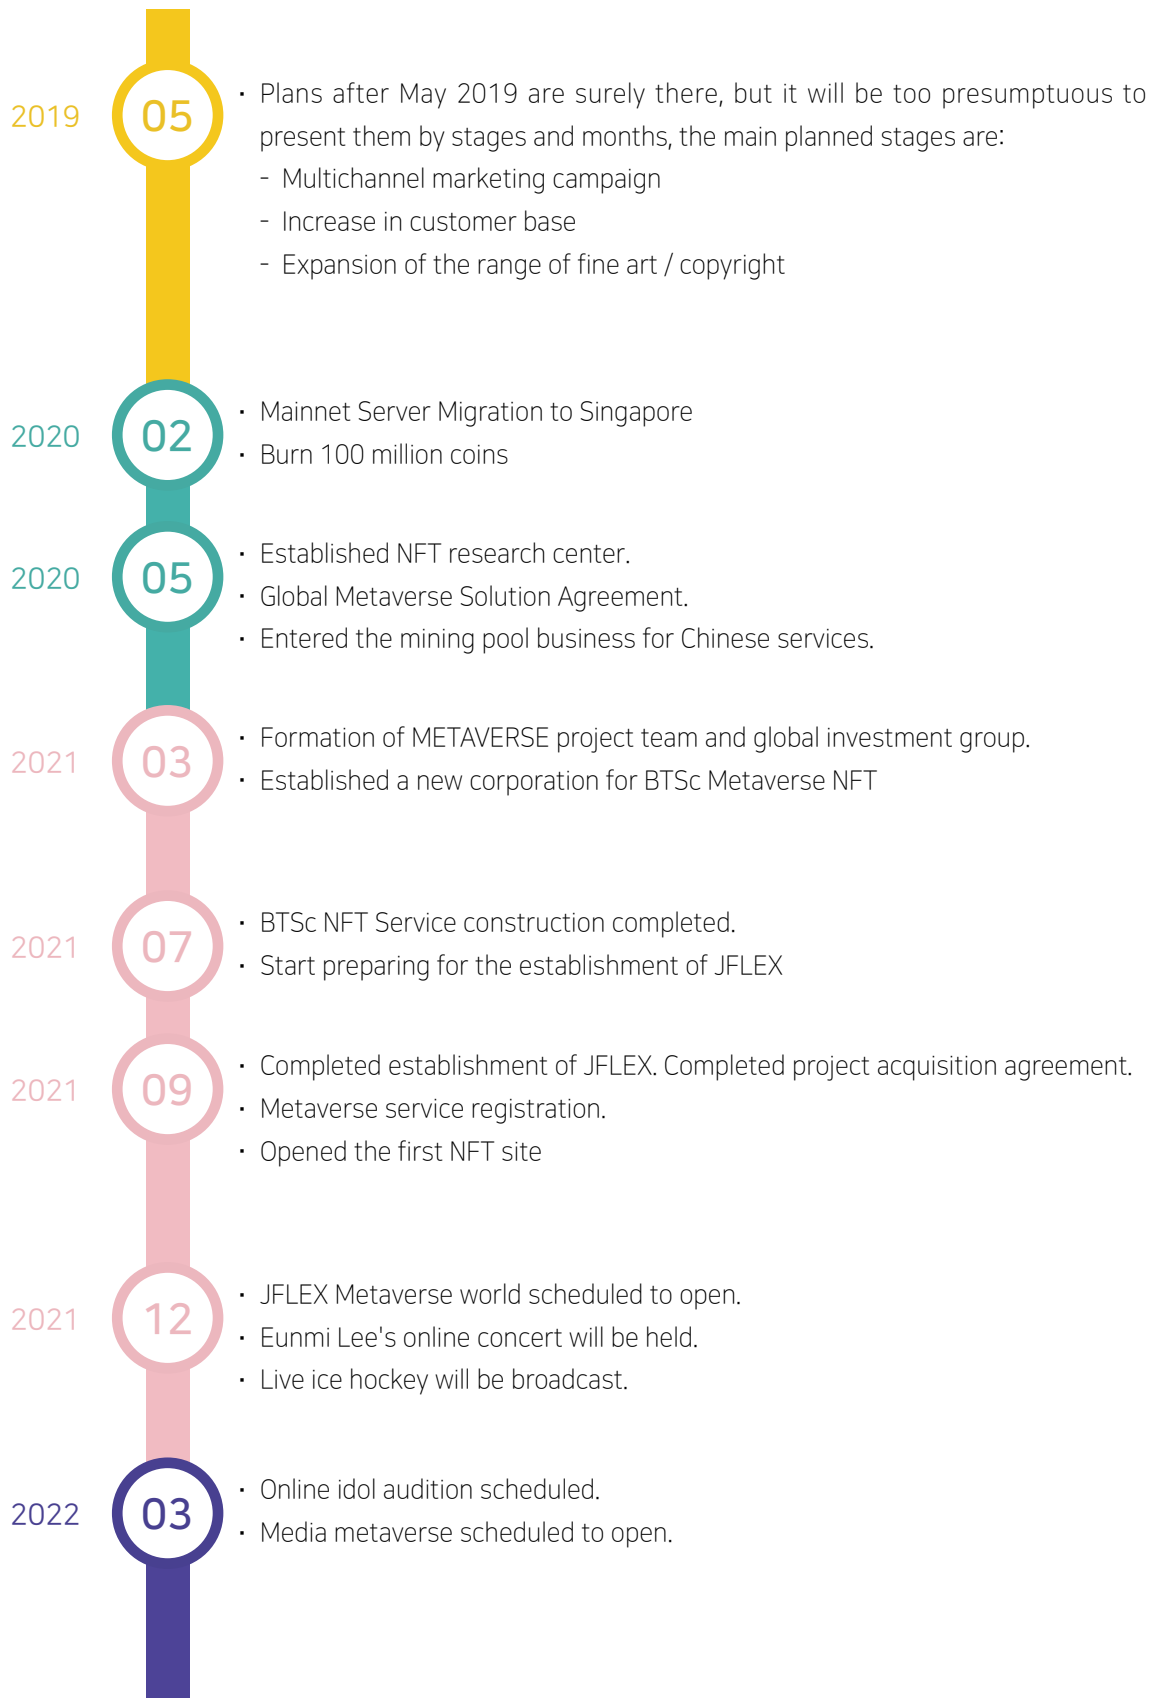 2019
05
· Plans after May 2019 are surely there, but it will be too presumptuous to
present them by stages and months, the main planned stages are:
- Multichannel marketing campaign
- Increase in customer base
- Expansion of the range of fine art / copyright
2020
02
· Mainnet Server Migration to Singapore
· Burn 100 million coins
2020
05
· Established NFT research center.
· Global Metaverse Solution Agreement.
· Entered the mining pool business for Chinese services.
2021
03
· Formation of METAVERSE project team and global investment group.
· Established a new corporation for BTSc Metaverse NFT
2021
07
· BTSc NFT Service construction completed.
· Start preparing for the establishment of JFLEX
2021
09
· Completed establishment of JFLEX. Completed project acquisition agreement.
· Metaverse service registration.
· Opened the first NFT site
2021
12
· JFLEX Metaverse world scheduled to open.
· Eunmi Lee's online concert will be held.
· Live ice hockey will be broadcast.
2022
03
· Online idol audition scheduled.
· Media metaverse scheduled to open.